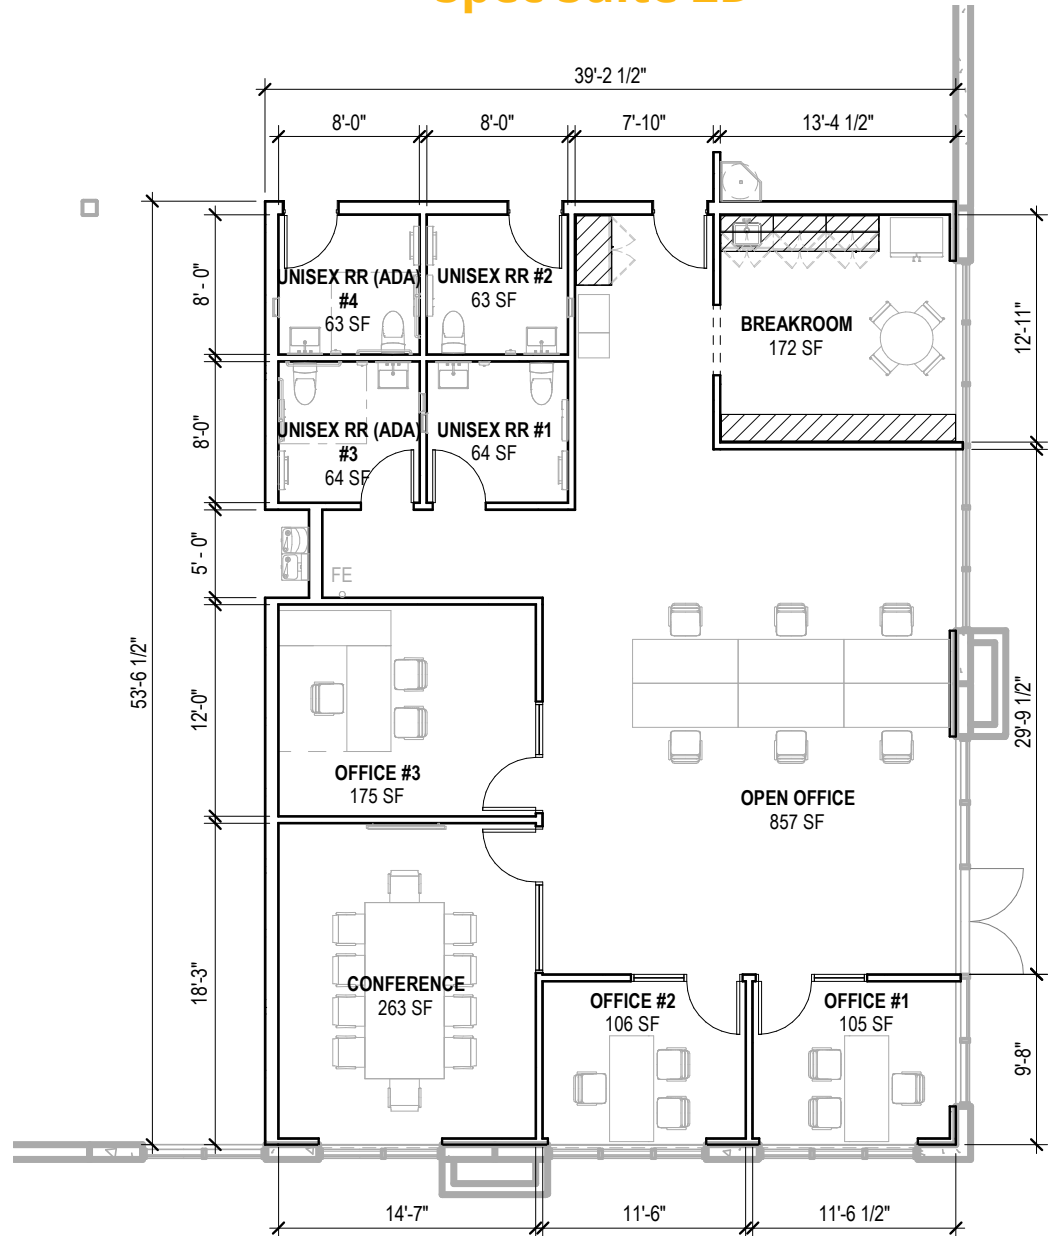 Spec Suite 2B
39'-2 1/2"
8'-0"
8'-0"
7'-10"
13'-4 1/2"
8' - 0"
UNISEX RR (ADA)
#4
63 SF
UNISEX RR #2
63 SF
BREAKROOM
172 SF
12'-11"
8'-0"
UNISEX RR (ADA)
#3
64 SF
UNISEX RR #1
64 SF
5' - 0"
FE
53'-6 1/2"
12'-0"
OFFICE #3
175 SF
29'-9 1/2"
OPEN OFFICE
857 SF
18'-3"
CONFERENCE
263 SF
OFFICE #2
106 SF
OFFICE #1
105 SF
9'-8"
14'-7"
11'-6"
11'-6 1/2"